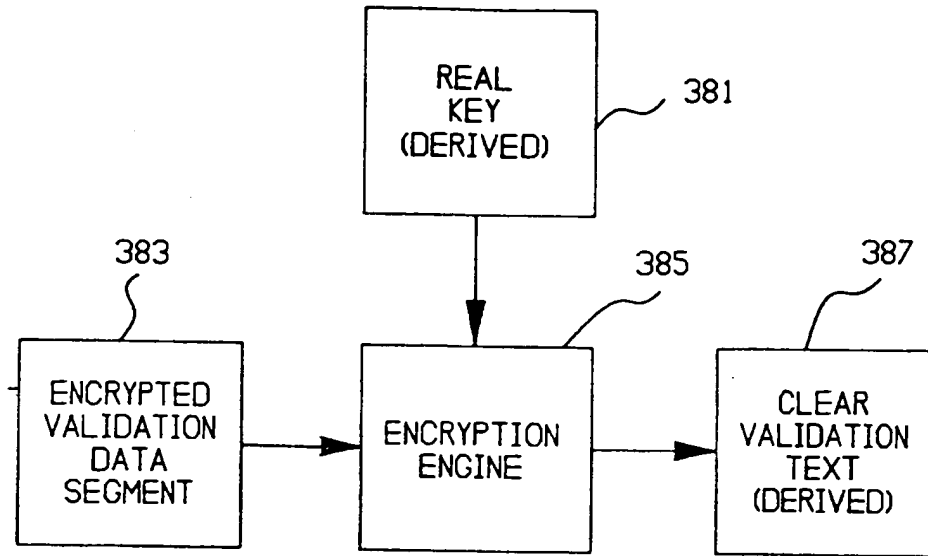 REAL
KEY
(DERIVED)
381
383
385
387
ENCRYPTED
VALIDATION
DATA
SEGMENT
ENCRYPTION
ENGINE
CLEAR
VALIDATION
TEXT
(DERIVED)